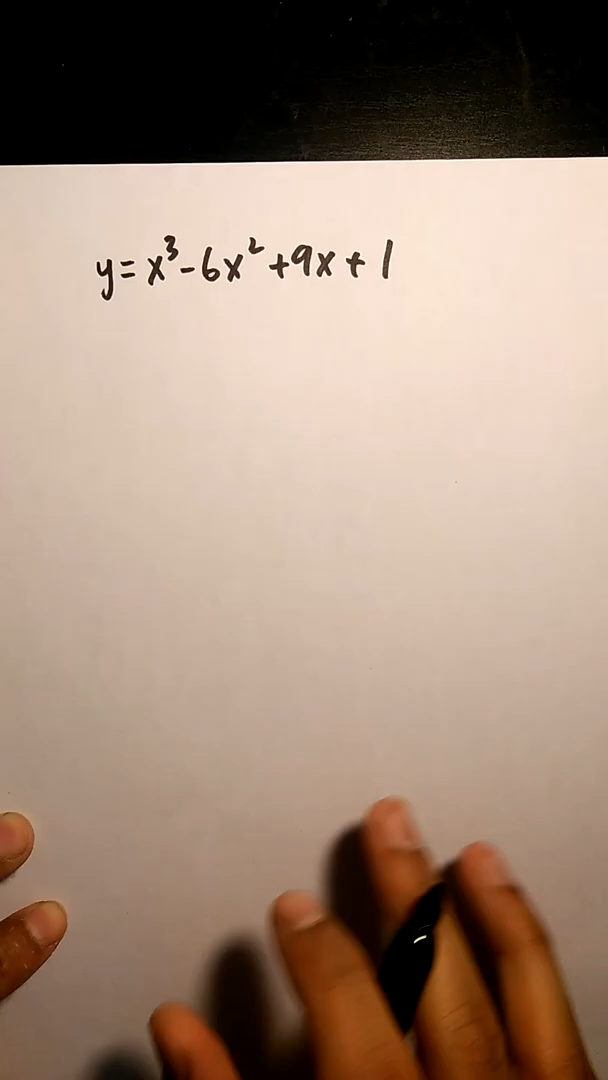 y = x³ - 6x² + 9x + 1